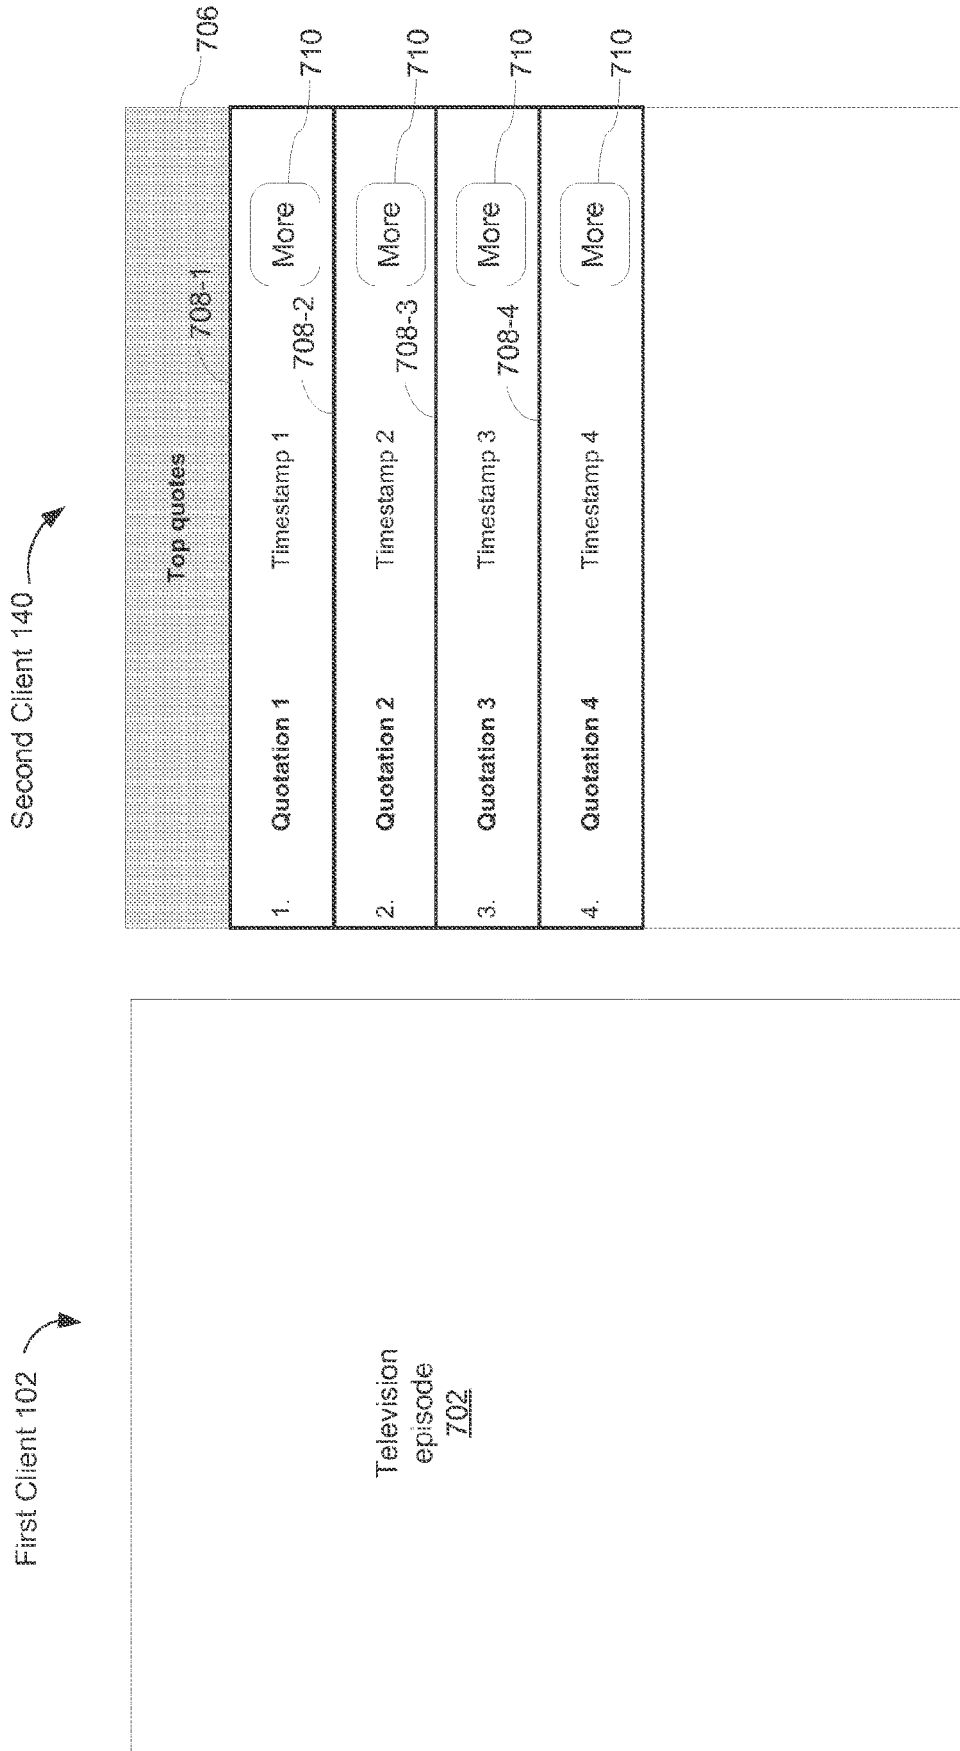 First Client 102
Television
episode
702
Second Client 140
706
Top quotes
708-1
1. Quotation 1 Timestamp 1 More
710
708-2
2. Quotation 2 Timestamp 2 More
710
708-3
3. Quotation 3 Timestamp 3 More
710
708-4
4. Quotation 4 Timestamp 4 More
710